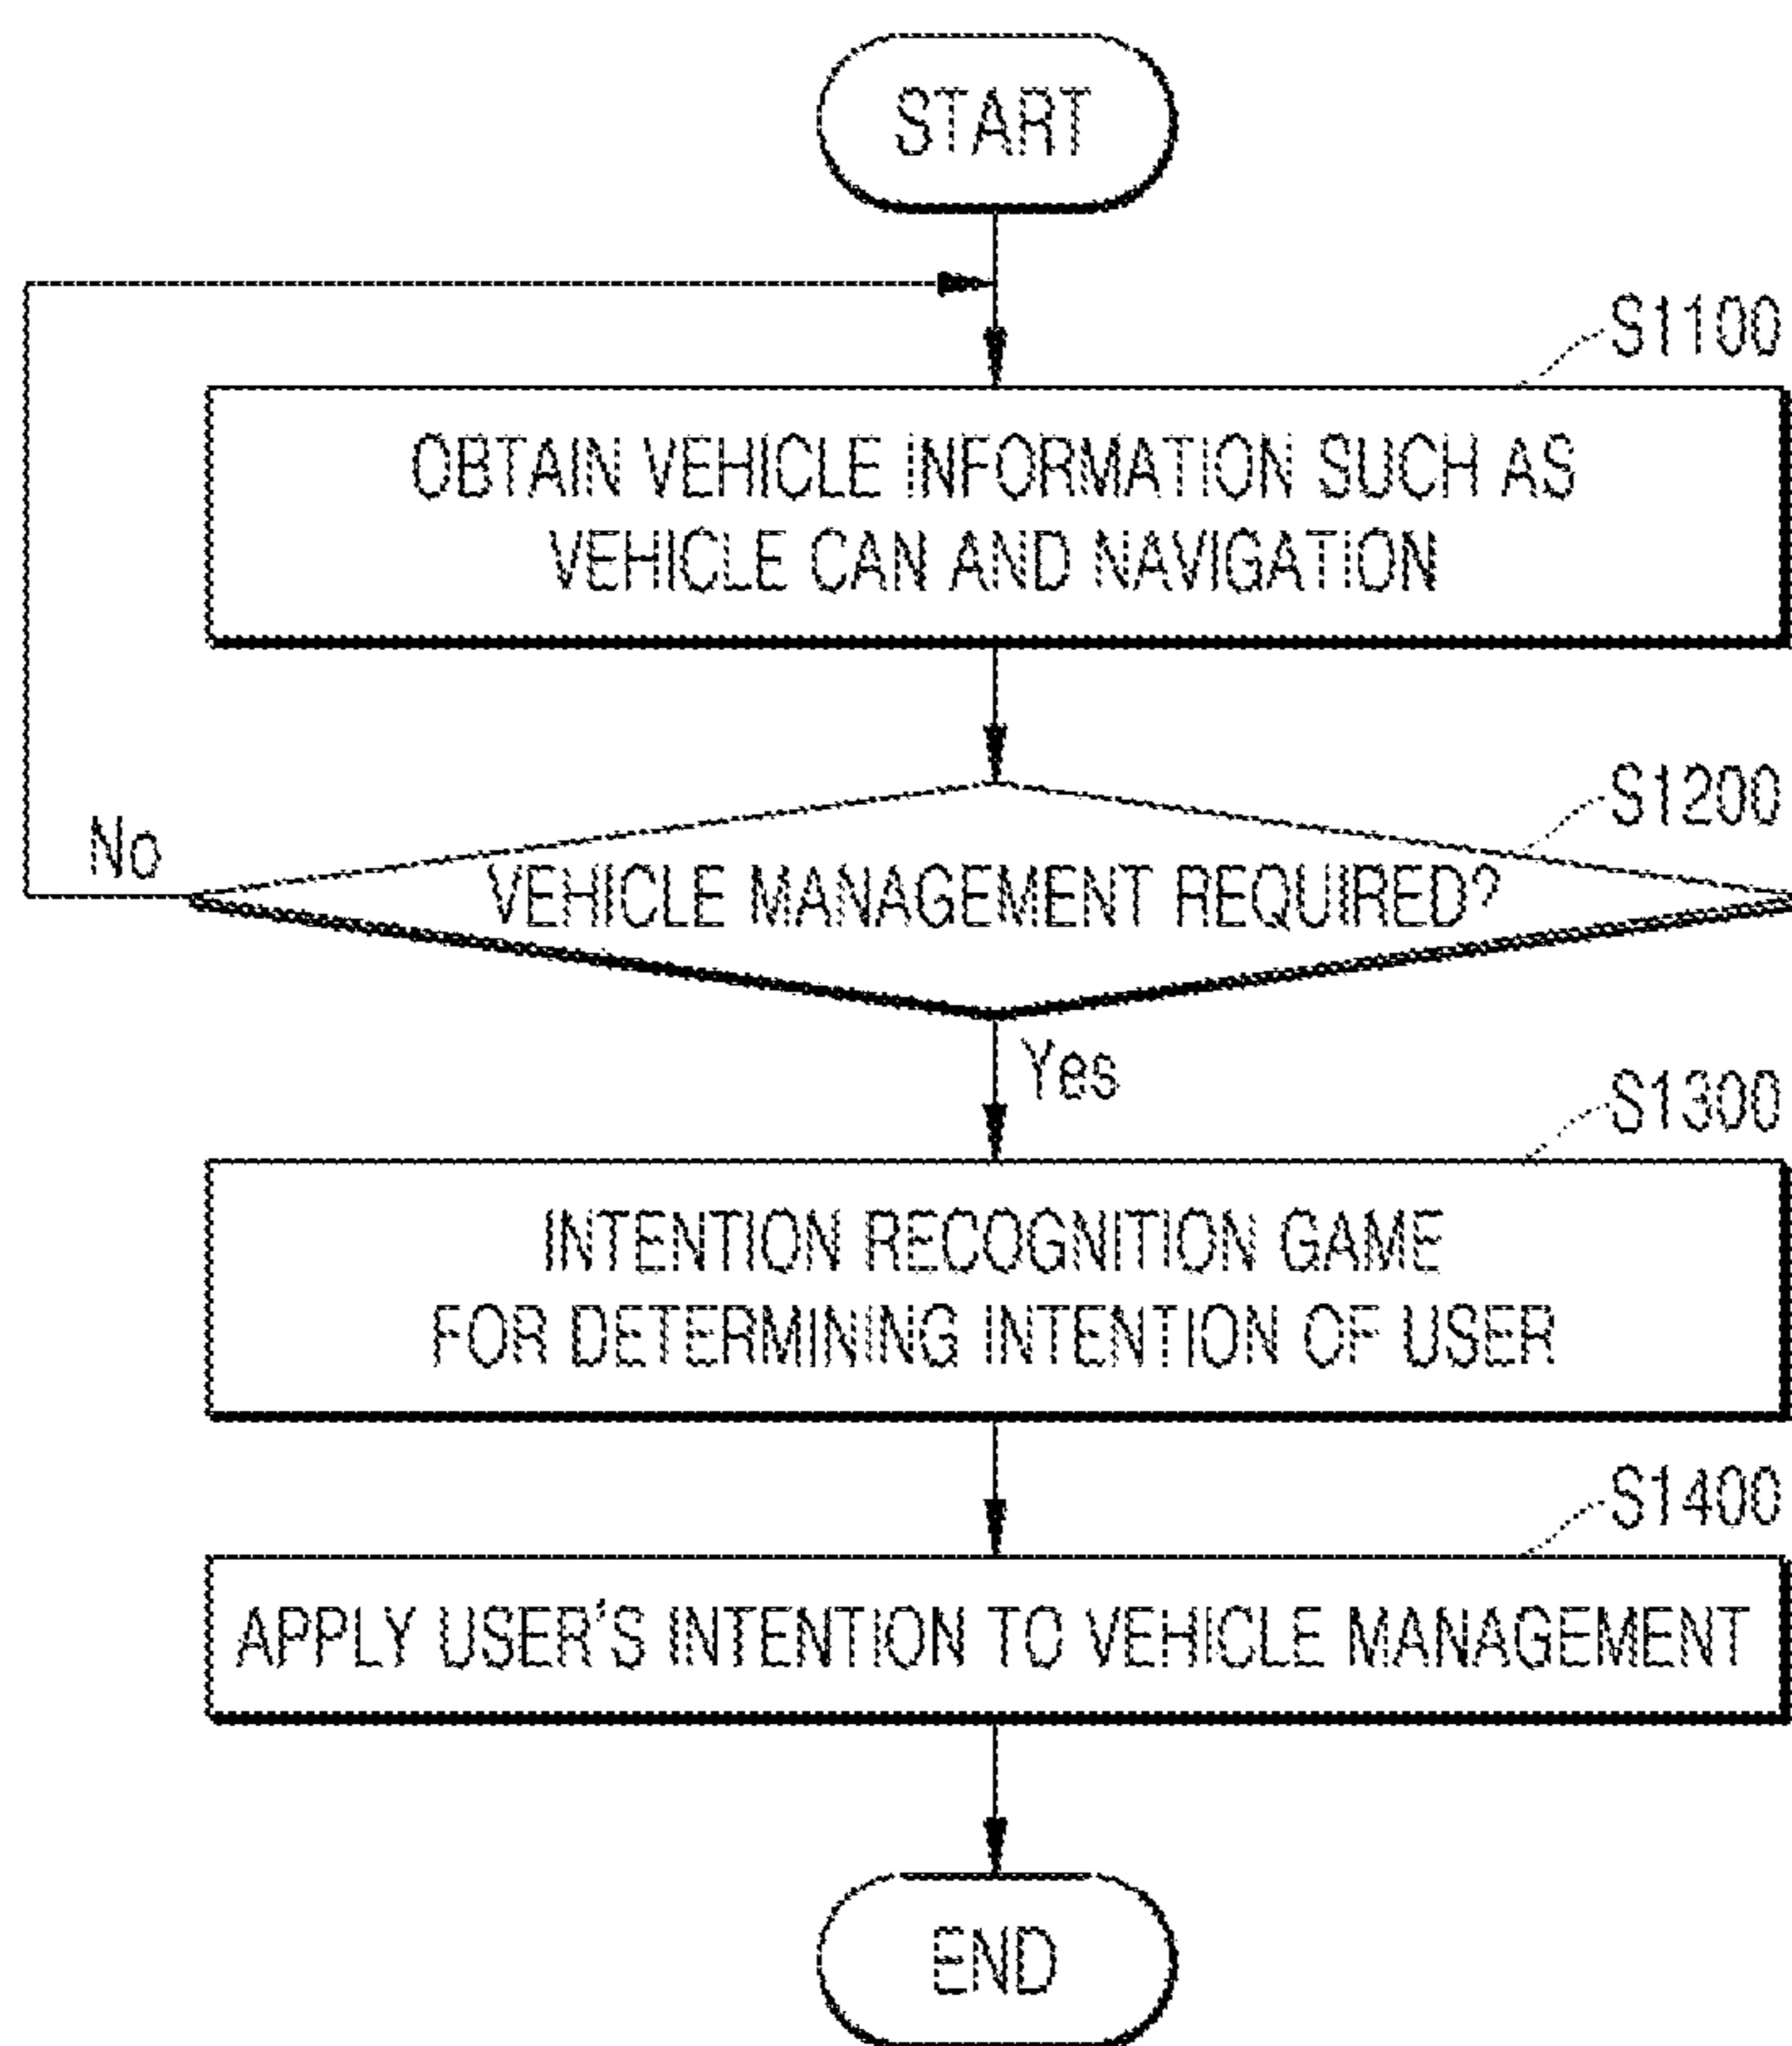 START
S1100
OBTAIN VEHICLE INFORMATION SUCH AS
VEHICLE CAN AND NAVIGATION
S1200
No
VEHICLE MANAGEMENT REQUIRED?
Yes
S1300
INTENTION RECOGNITION GAME
FOR DETERMINING INTENTION OF USER
S1400
APPLY USER'S INTENTION TO VEHICLE MANAGEMENT
END